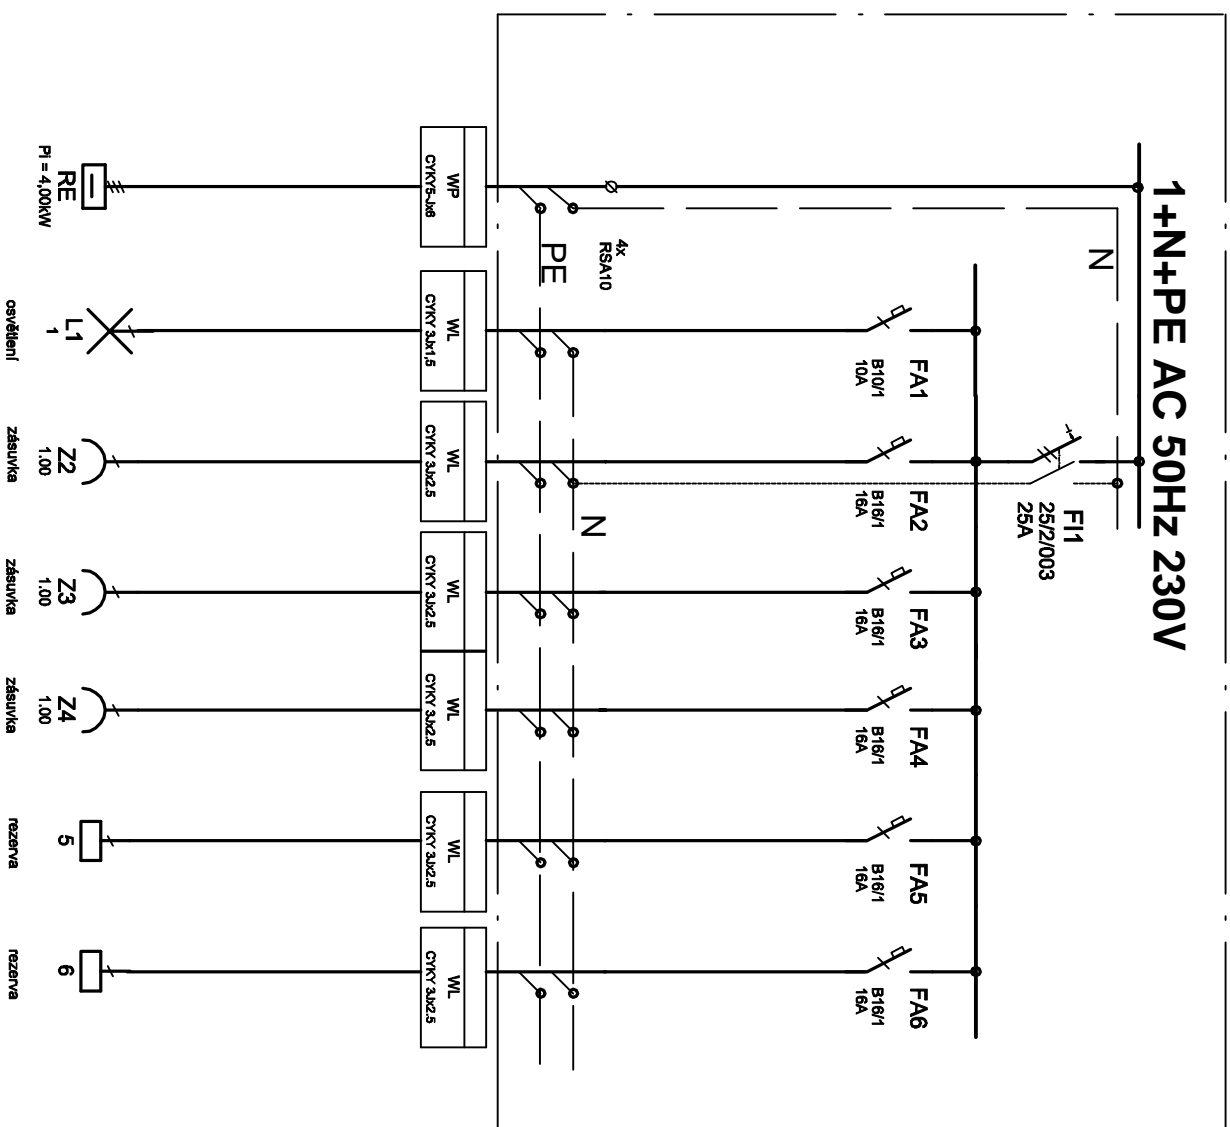 1+N+PE AC 50Hz 230V
N
FI1
25/2/003
25A
FA1
B10/1
10A
FA2
B16/1
16A
FA3
B16/1
16A
FA4
B16/1
16A
FA5
B16/1
16A
FA6
B16/1
16A
4x
RSA10
N
PE
WP
CYKY5-Jx6
WL
CYKY 3Jx1,5
WL
CYKY 3Jx2.5
WL
CYKY 3Jx2.5
WL
CYKY 3Jx2.5
WL
CYKY 3Jx2.5
WL
CYKY 3Jx2.5
RE
Pi = 4,00kW
L1
1
osvětlení
Z2
1.00
zásuvka
Z3
1.00
zásuvka
Z4
1.00
zásuvka
5
rezerva
6
rezerva